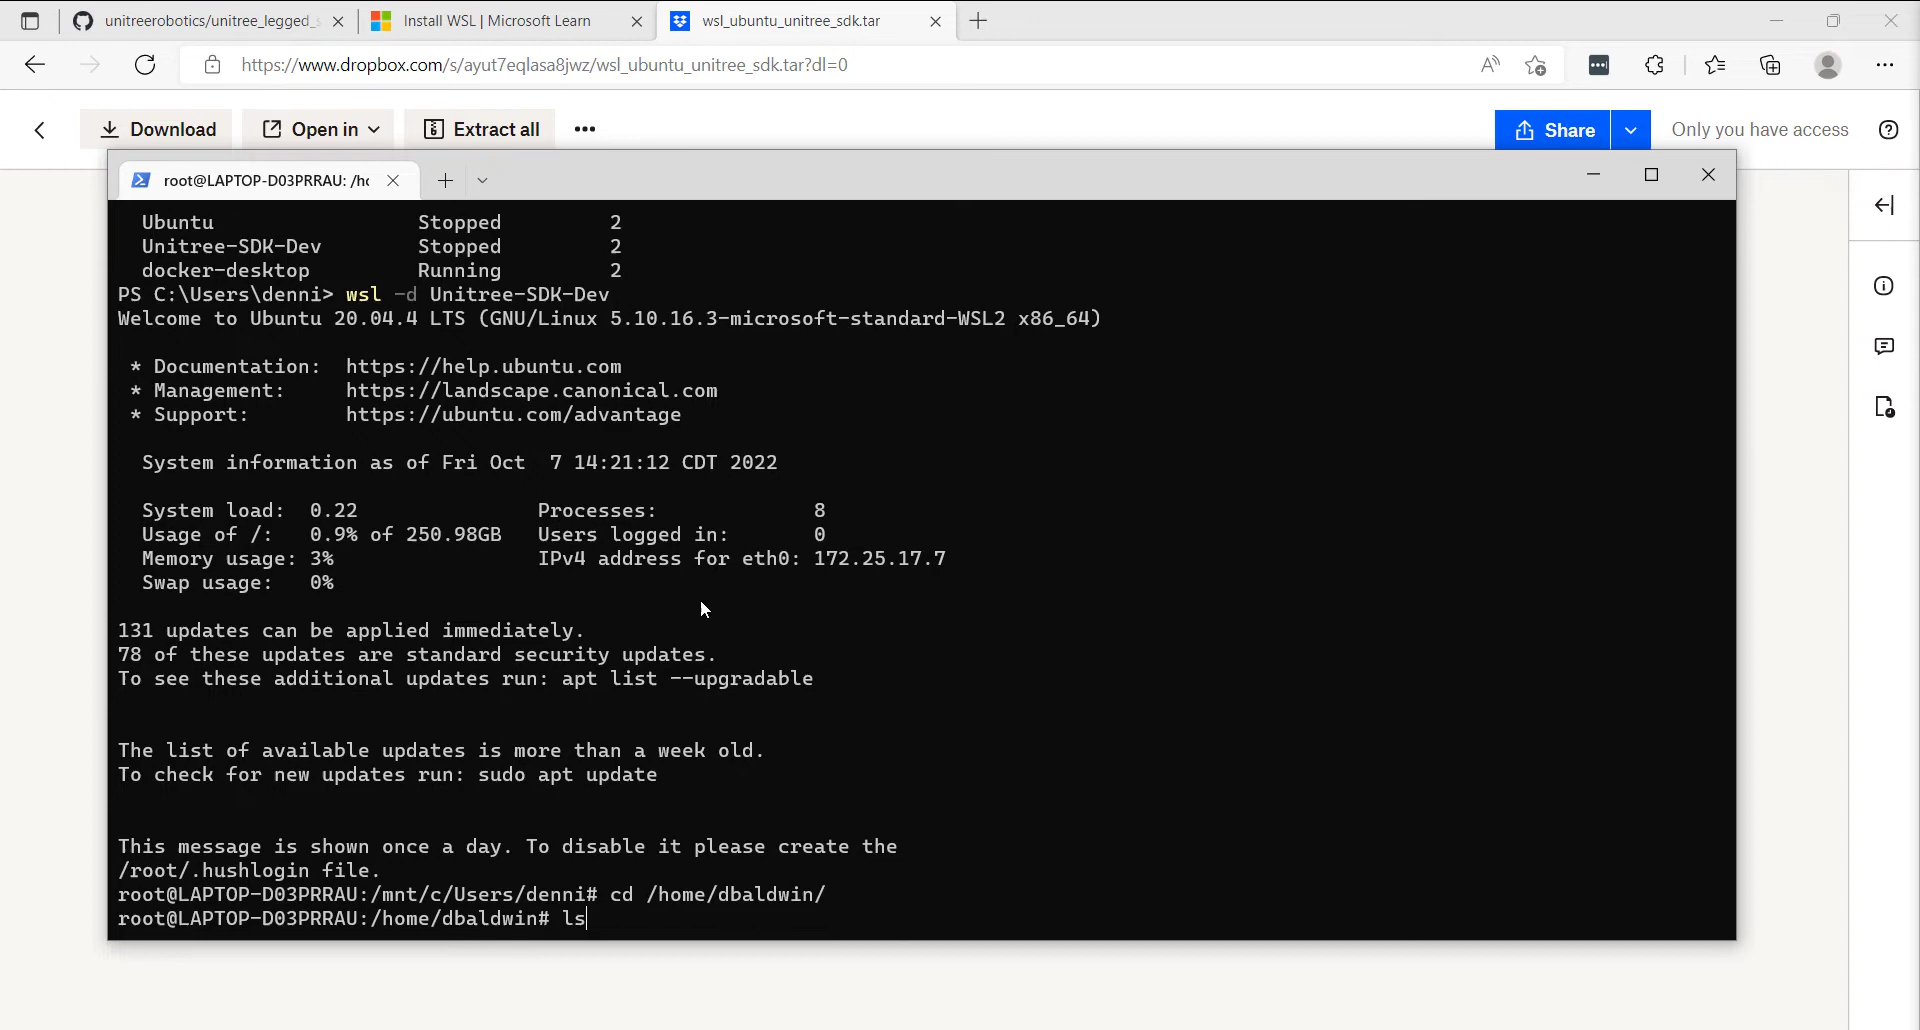 unitreerobotics/unitree_legged_s
Install WSL | Microsoft Learn
wsl_ubuntu_unitree_sdk.tar
https://www.dropbox.com/s/ayut7eqlasa8jwz/wsl_ubuntu_unitree_sdk.tar?dl=0
Download Open in Extract all ••• Share Only you have access
root@LAPTOP-D03PRRAU: /hc
Ubuntu Stopped 2
Unitree-SDK-Dev Stopped 2
docker-desktop Running 2
PS C:\Users\denni> wsl -d Unitree-SDK-Dev
Welcome to Ubuntu 20.04.4 LTS (GNU/Linux 5.10.16.3-microsoft-standard-WSL2 x86_64)
* Documentation: https://help.ubuntu.com
* Management: https://landscape.canonical.com
* Support: https://ubuntu.com/advantage
System information as of Fri Oct 7 14:21:12 CDT 2022
System load: 0.22 Processes: 8
Usage of /: 0.9% of 250.98GB Users logged in: 0
Memory usage: 3% IPv4 address for eth0: 172.25.17.7
Swap usage: 0%
131 updates can be applied immediately.
78 of these updates are standard security updates.
To see these additional updates run: apt list --upgradable
The list of available updates is more than a week old.
To check for new updates run: sudo apt update
This message is shown once a day. To disable it please create the
/root/.hushlogin file.
root@LAPTOP-D03PRRAU:/mnt/c/Users/denni# cd /home/dbaldwin/
root@LAPTOP-D03PRRAU:/home/dbaldwin# ls